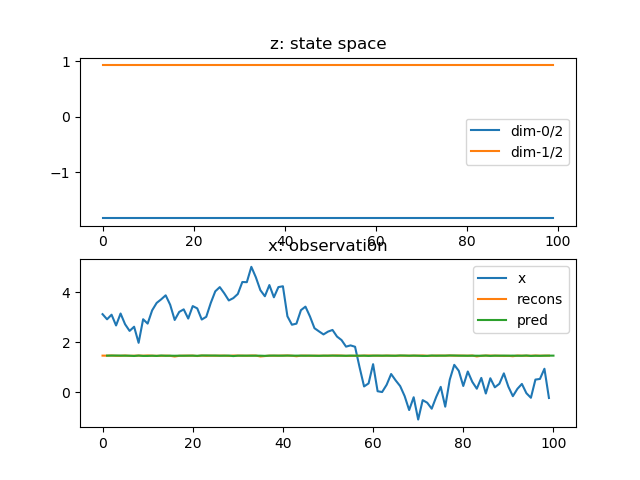 z: state space
1
0
−1
dim-0/2
dim-1/2
0 20 40 60 80 100
x: observation
4
2
0
x
recons
pred
0 20 40 60 80 100